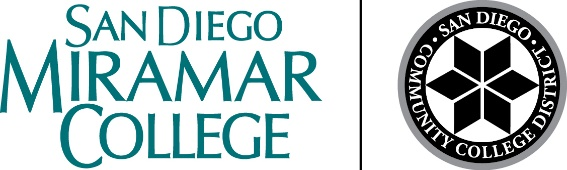 SAN DIEGO
MIRAMAR
COLLEGE
• SAN DIEGO •
COMMUNITY COLLEGE DISTRICT